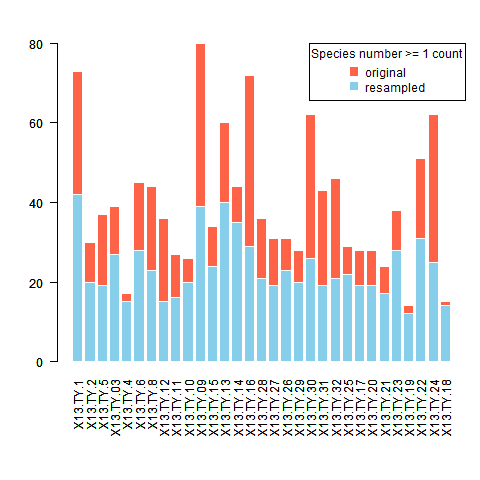 Species number >= 1 count
original
resampled
80
60
40
20
0
X13.TY.1
X13.TY.2
X13.TY.5
X13.TY.03
X13.TY.4
X13.TY.6
X13.TY.8
X13.TY.12
X13.TY.11
X13.TY.10
X13.TY.09
X13.TY.15
X13.TY.13
X13.TY.14
X13.TY.16
X13.TY.28
X13.TY.27
X13.TY.26
X13.TY.29
X13.TY.30
X13.TY.31
X13.TY.32
X13.TY.25
X13.TY.17
X13.TY.20
X13.TY.21
X13.TY.23
X13.TY.19
X13.TY.22
X13.TY.24
X13.TY.18